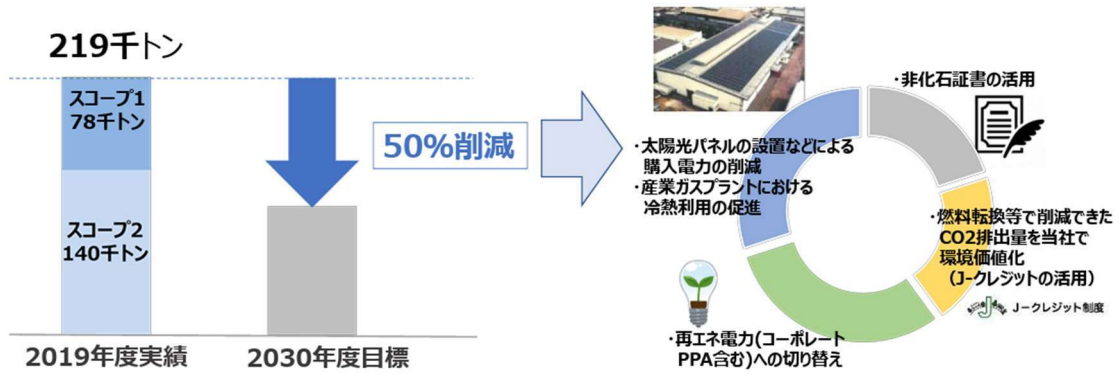 219千トン
スコープ1
78千トン
スコープ2
140千トン
2019年度実績
2030年度目標
50%削減
・非化石証書の活用
・太陽光パネルの設置などによる
購入電力の削減
・産業ガスプラントにおける
冷熱利用の促進
・燃料転換等で削減できた
CO2排出量を当社で
環境価値化
（J-クレジットの活用）
J-クレジット制度
・再エネ電力(コーポレート
PPA含む)への切り替え